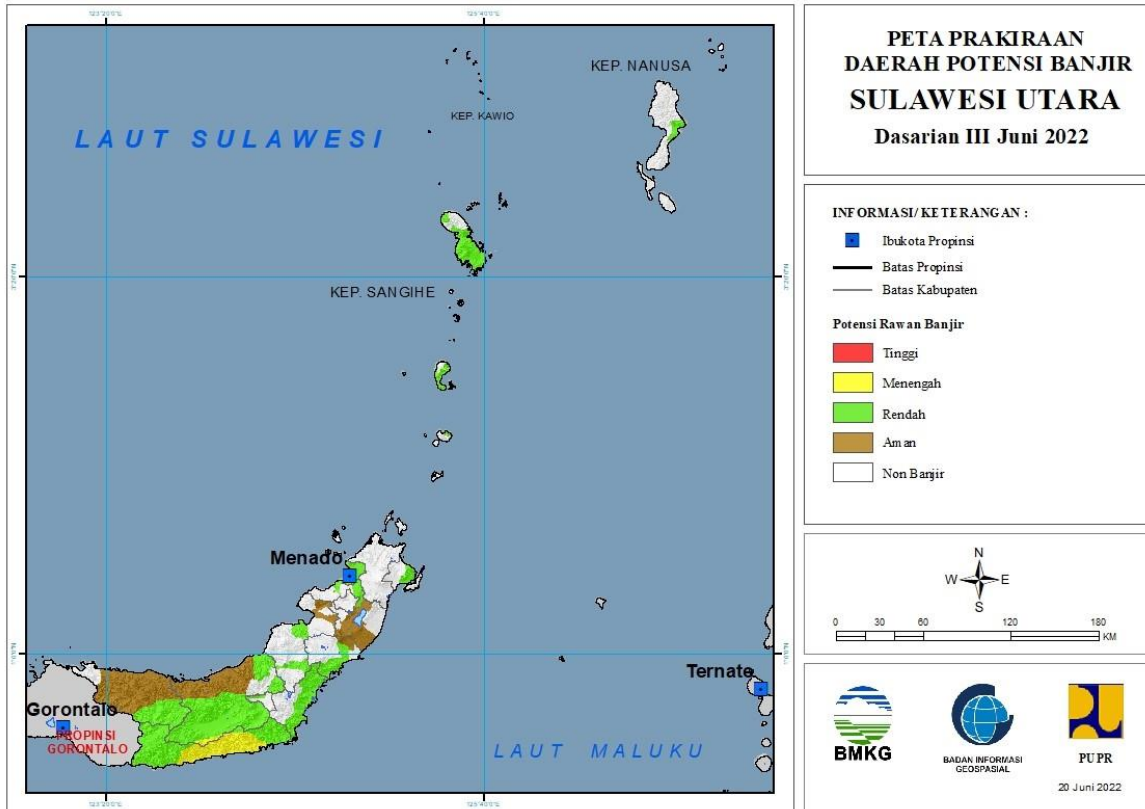 PETA PRAKIRAAN
DAERAH POTENSI BANJIR
SULAWESI UTARA
Dasarian III Juni 2022
INFORMASI/ KETERANGAN :
Ibukota Propinsi
Batas Propinsi
Batas Kabupaten
Potensi Rawan Banjir
Tinggi
Menengah
Rendah
Aman
Non Banjir
N
W E
S
0 30 60 120 180
KM
BMKG
BADAN INFORMASI
GEOSPASIAL
PUPR
20 Juni 2022
KEP. NANUSA
KEP. KAWIO
LAUT SULAWESI
KEP. SANGIHE
Menado
Ternate
Gorontalo
PROPINSI
GORONTALO
LAUT MALUKU